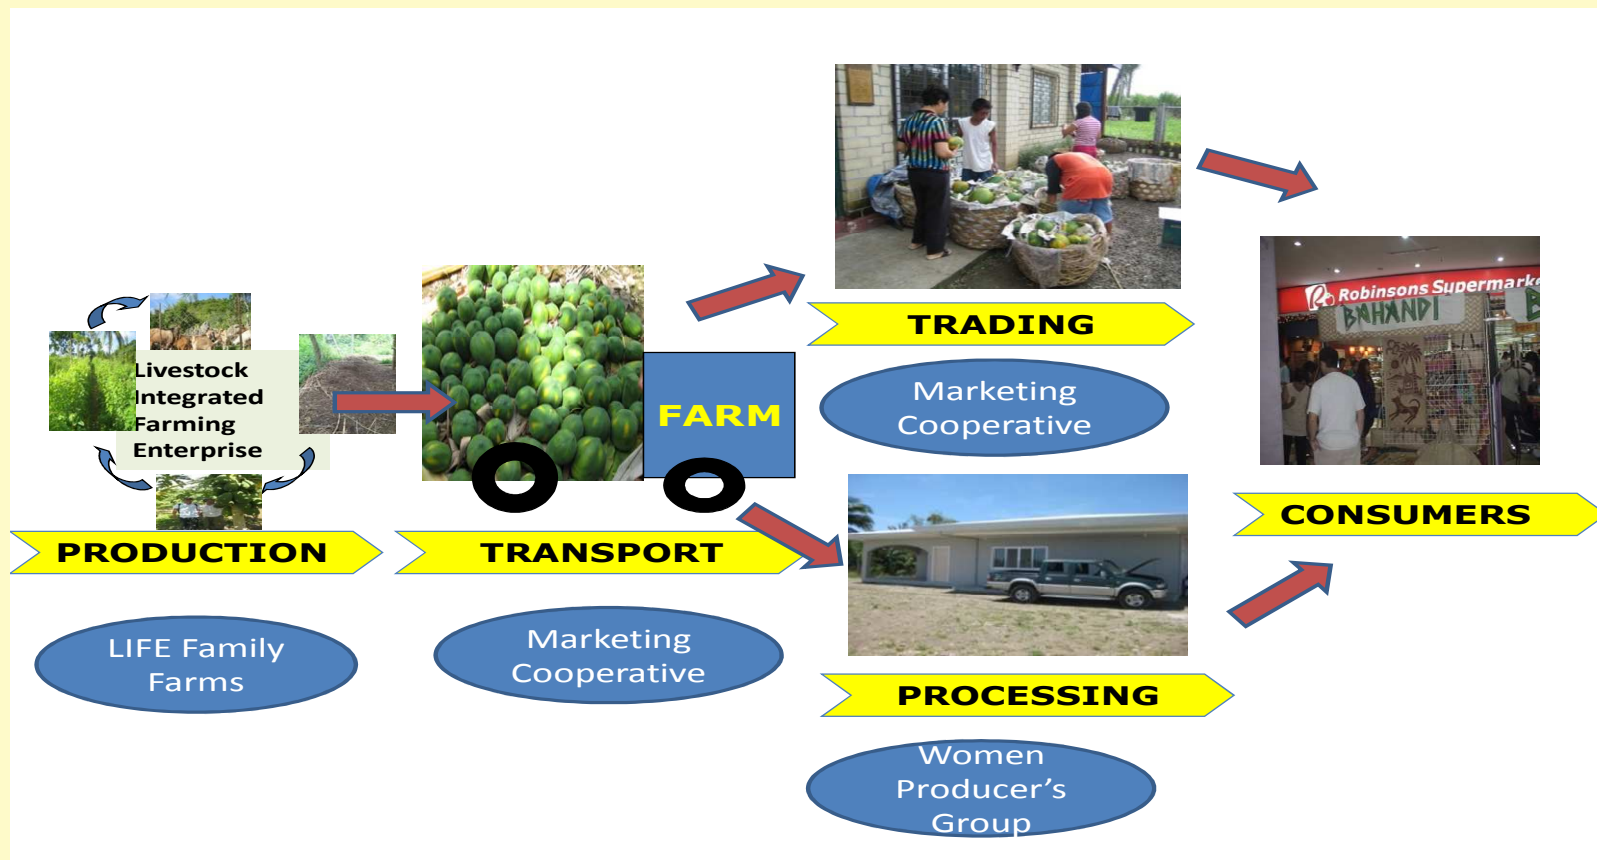 Livestock
Integrated
Farming
Enterprise
PRODUCTION
LIFE Family
Farms
FARM
TRANSPORT
Marketing
Cooperative
TRADING
Marketing
Cooperative
PROCESSING
Women
Producer’s
Group
Robinsons Supermarke
BAHANDI
B
CONSUMERS